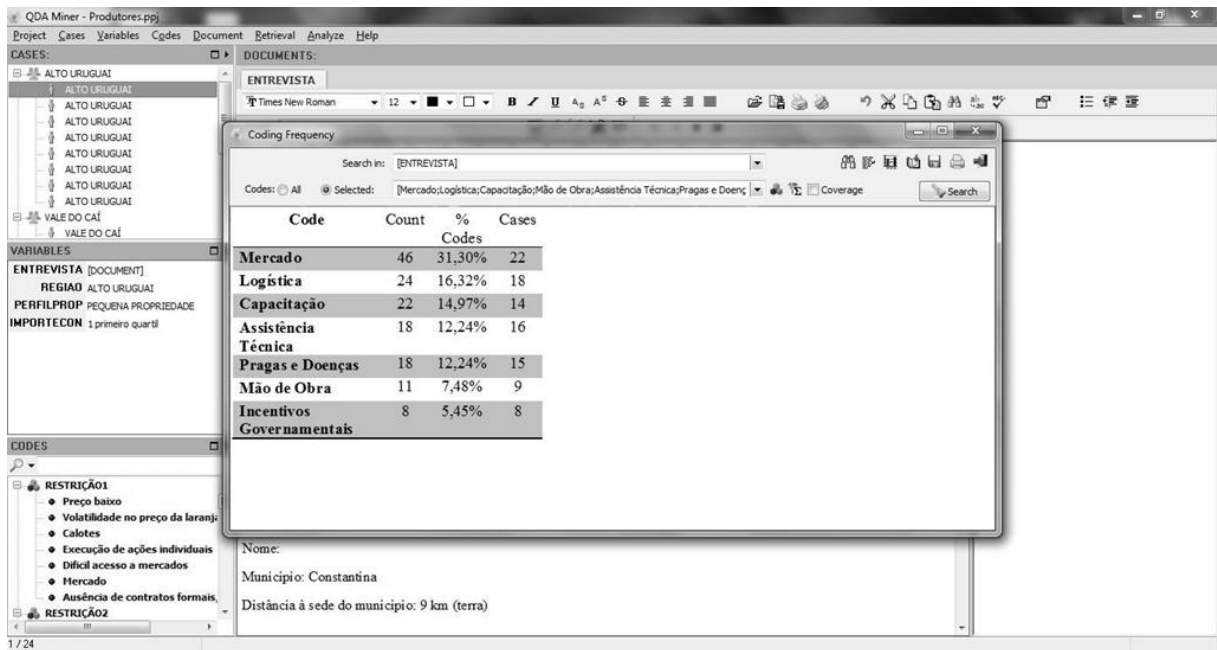 QDA Miner - Produtores.ppj
Project Cases Variables Codes Document Retrieval Analyze Help
CASES:
ALTO URUGUAI
ALTO URUGUAI
ALTO URUGUAI
ALTO URUGUAI
ALTO URUGUAI
ALTO URUGUAI
ALTO URUGUAI
ALTO URUGUAI
ALTO URUGUAI
VALE DO CAÍ
VALE DO CAÍ
VARIABLES
ENTREVISTA [DOCUMENT]
REGIAO ALTO URUGUAI
PERFILPROP PEQUENA PROPRIEDADE
IMPORTECON 1 primeiro quartil
CODES
RESTRIÇÃO1
Preço baixo
Volatilidade no preço da laranja
Calotes
Execução de ações individuais
Dificil acesso a mercados
Mercado
Ausência de contratos formais,
RESTRIÇÃO2
1 / 24
DOCUMENTS:
ENTREVISTA
Times New Roman 12 B I U
Coding Frequency
Search in: [ENTREVISTA]
Codes: All Selected: [Mercado;Logística;Capacitação;Mão de Obra;Assistência Técnica;Pragas e Doenç Coverage Search
Code Count % Cases
Codes
Mercado 46 31,30% 22
Logística 24 16,32% 18
Capacitação 22 14,97% 14
Assistência 18 12,24% 16
Técnica
Pragas e Doenças 18 12,24% 15
Mão de Obra 11 7,48% 9
Incentivos 8 5,45% 8
Governamentais
Nome:
Municipio: Constantina
Distância à sede do municipio: 9 km (terra)